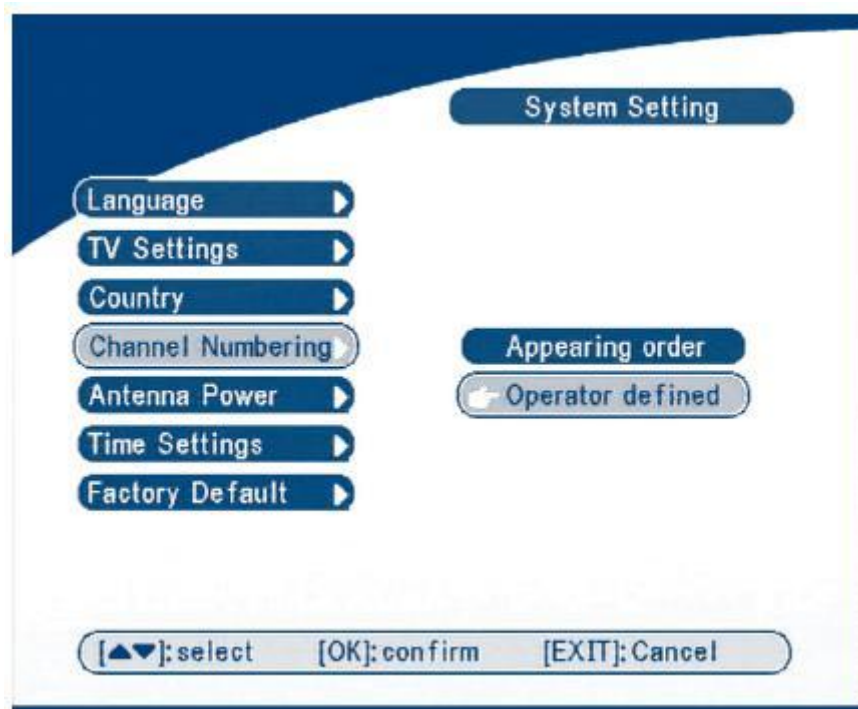 System Setting
Language
TV Settings
Country
Channel Numbering
Appearing order
Antenna Power
Operator defined
Time Settings
Factory Default
[▲▼]:select [OK]:confirm [EXIT]:Cancel